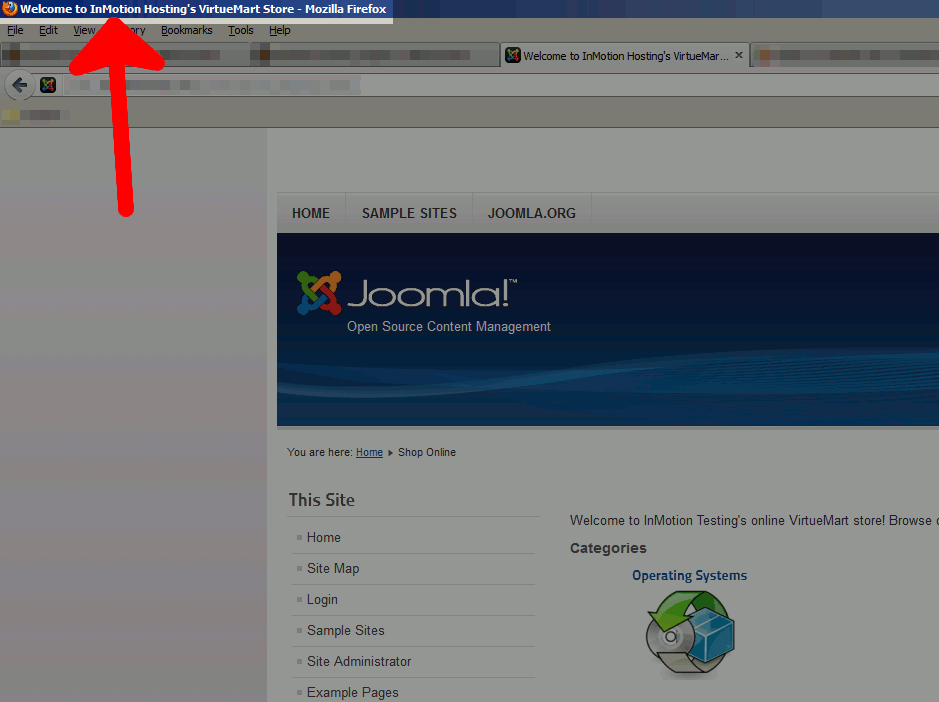 Welcome to InMotion Hosting's VirtueMart Store - Mozilla Firefox
File Edit View Bookmarks Tools Help
Welcome to InMotion Hosting's VirtueMar... ×
HOME SAMPLE SITES JOOMLA.ORG
Joomla!™
Open Source Content Management
You are here: Home ▸ Shop Online
This Site
Home
Site Map
Login
Sample Sites
Site Administrator
Example Pages
Welcome to InMotion Testing's online VirtueMart store! Browse
Categories
Operating Systems